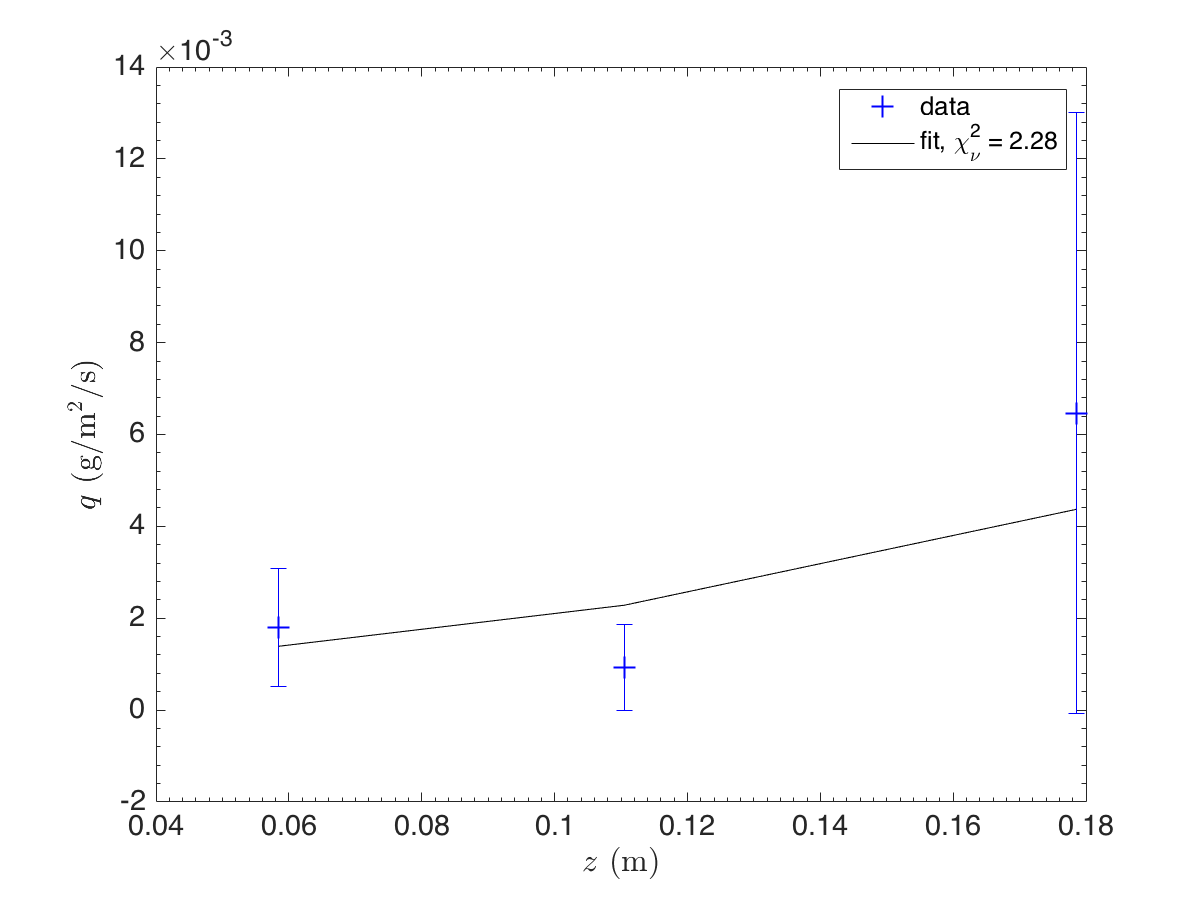 ×10⁻³
14
12
10
8
6
4
2
0
-2
0.04 0.06 0.08 0.1 0.12 0.14 0.16 0.18
z (m)
q (g/m²/s)
data
fit, χ²ᵥ = 2.28